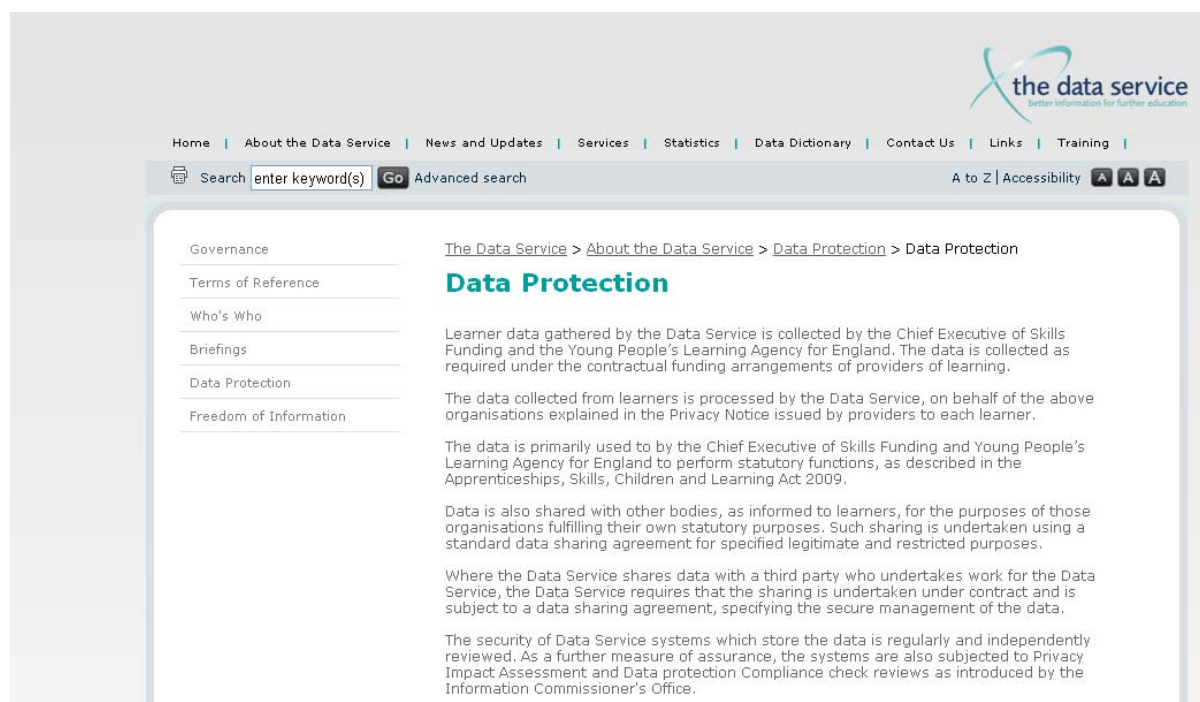 the data service
better information for further education
Home | About the Data Service | News and Updates | Services | Statistics | Data Dictionary | Contact Us | Links | Training |
Search enter keyword(s) Go Advanced search A to Z | Accessibility A A A
Governance
Terms of Reference
Who's Who
Briefings
Data Protection
Freedom of Information
The Data Service > About the Data Service > Data Protection > Data Protection
Data Protection
Learner data gathered by the Data Service is collected by the Chief Executive of Skills
Funding and the Young People's Learning Agency for England. The data is collected as
required under the contractual funding arrangements of providers of learning.
The data collected from learners is processed by the Data Service, on behalf of the above
organisations explained in the Privacy Notice issued by providers to each learner.
The data is primarily used to by the Chief Executive of Skills Funding and Young People's
Learning Agency for England to perform statutory functions, as described in the
Apprenticeships, Skills, Children and Learning Act 2009.
Data is also shared with other bodies, as informed to learners, for the purposes of those
organisations fulfilling their own statutory purposes. Such sharing is undertaken using a
standard data sharing agreement for specified legitimate and restricted purposes.
Where the Data Service shares data with a third party who undertakes work for the Data
Service, the Data Service requires that the sharing is undertaken under contract and is
subject to a data sharing agreement, specifying the secure management of the data.
The security of Data Service systems which store the data is regularly and independently
reviewed. As a further measure of assurance, the systems are also subjected to Privacy
Impact Assessment and Data protection Compliance check reviews as introduced by the
Information Commissioner's Office.